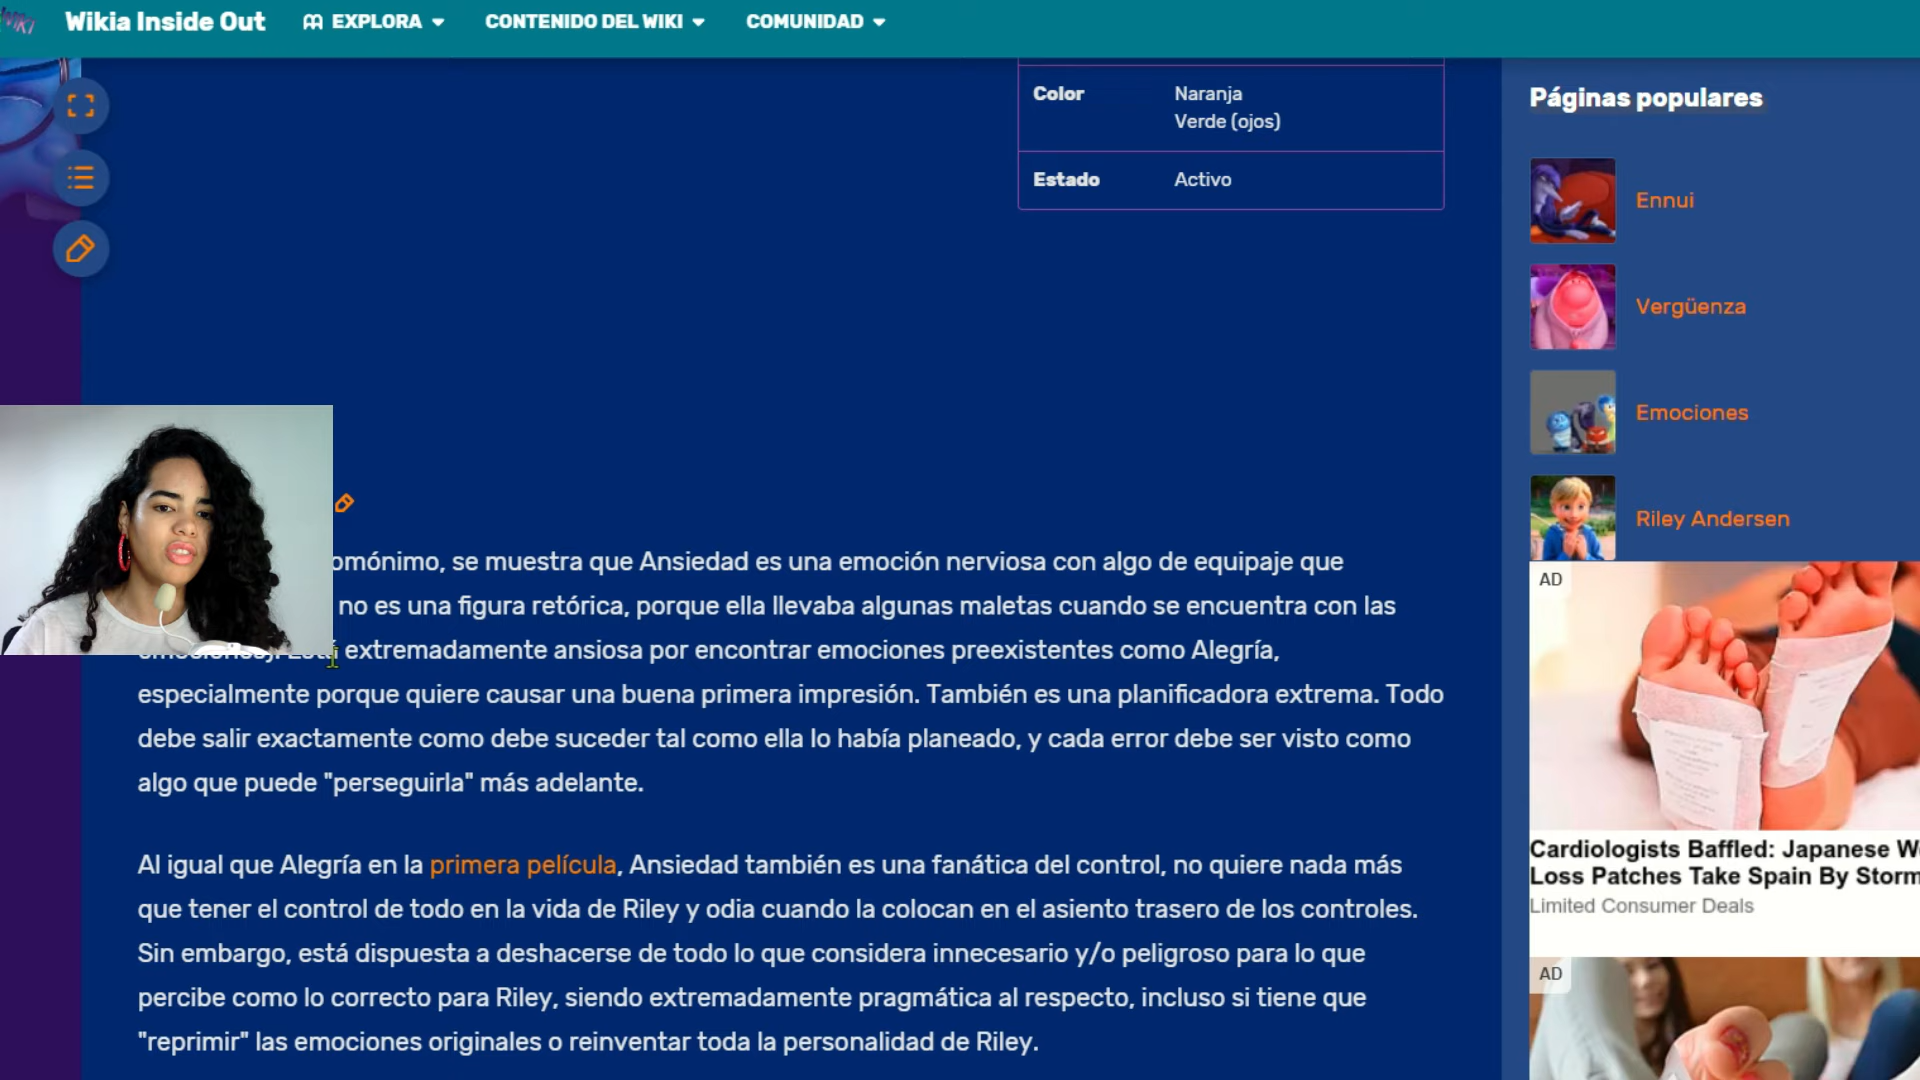 WIKI
Wikia Inside Out
EXPLORA
CONTENIDO DEL WIKI
COMUNIDAD
Color
Naranja
Verde (ojos)
Estado
Activo
omónimo, se muestra que Ansiedad es una emoción nerviosa con algo de equipaje que
no es una figura retórica, porque ella llevaba algunas maletas cuando se encuentra con las
extremadamente ansiosa por encontrar emociones preexistentes como Alegría,
especialmente porque quiere causar una buena primera impresión. También es una planificadora extrema. Todo
debe salir exactamente como debe suceder tal como ella lo había planeado, y cada error debe ser visto como
algo que puede "perseguirla" más adelante.
Al igual que Alegría en la primera película, Ansiedad también es una fanática del control, no quiere nada más
que tener el control de todo en la vida de Riley y odia cuando la colocan en el asiento trasero de los controles.
Sin embargo, está dispuesta a deshacerse de todo lo que considera innecesario y/o peligroso para lo que
percibe como lo correcto para Riley, siendo extremadamente pragmática al respecto, incluso si tiene que
"reprimir" las emociones originales o reinventar toda la personalidad de Riley.
Páginas populares
Ennui
Vergüenza
Emociones
Riley Andersen
AD
Cardiologists Baffled: Japanese W
Loss Patches Take Spain By Storm
Limited Consumer Deals
AD